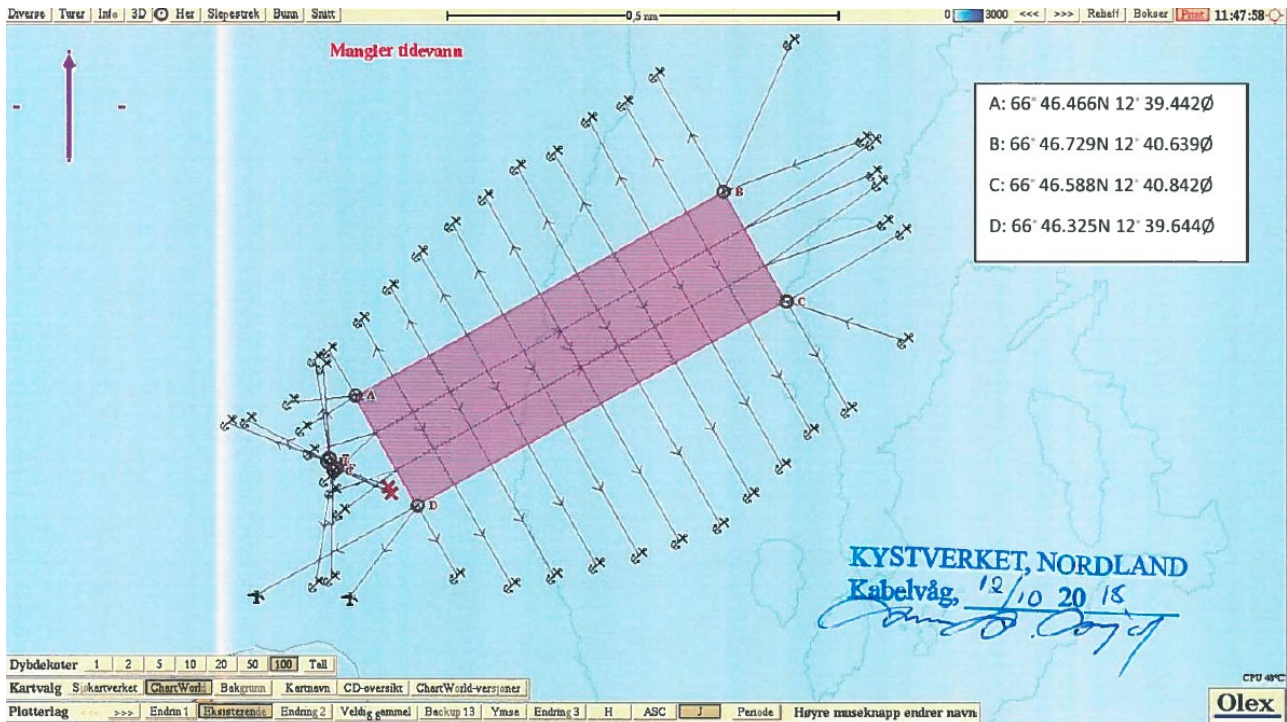 Diverse Turer Info 3D Her Slepestrek Bunn Snitt 0,5 nm 0 3000 <<< >>> Relieff Bokser Print 11:47:58
Mangler tidevann
A: 66° 46.466N 12° 39.442Ø
B: 66° 46.729N 12° 40.639Ø
C: 66° 46.588N 12° 40.842Ø
D: 66° 46.325N 12° 39.644Ø
B
C
A
D
KYSTVERKET, NORDLAND
Kabelvåg, 12/10 20 18
Dybdekoter 1 2 5 10 20 50 100 Tall
CPU 48°C
Kartvalg Sjøkartverket ChartWorld Bakgrunn Kartnavn CD-oversikt ChartWorld-versjoner
Olex
Plotterlag <<< >>> Endrin 1 Eksisterende Endring 2 Veldig gammel Backup 13 Ymse Endring 3 H ASC J Periode Høyre museknapp endrer navn